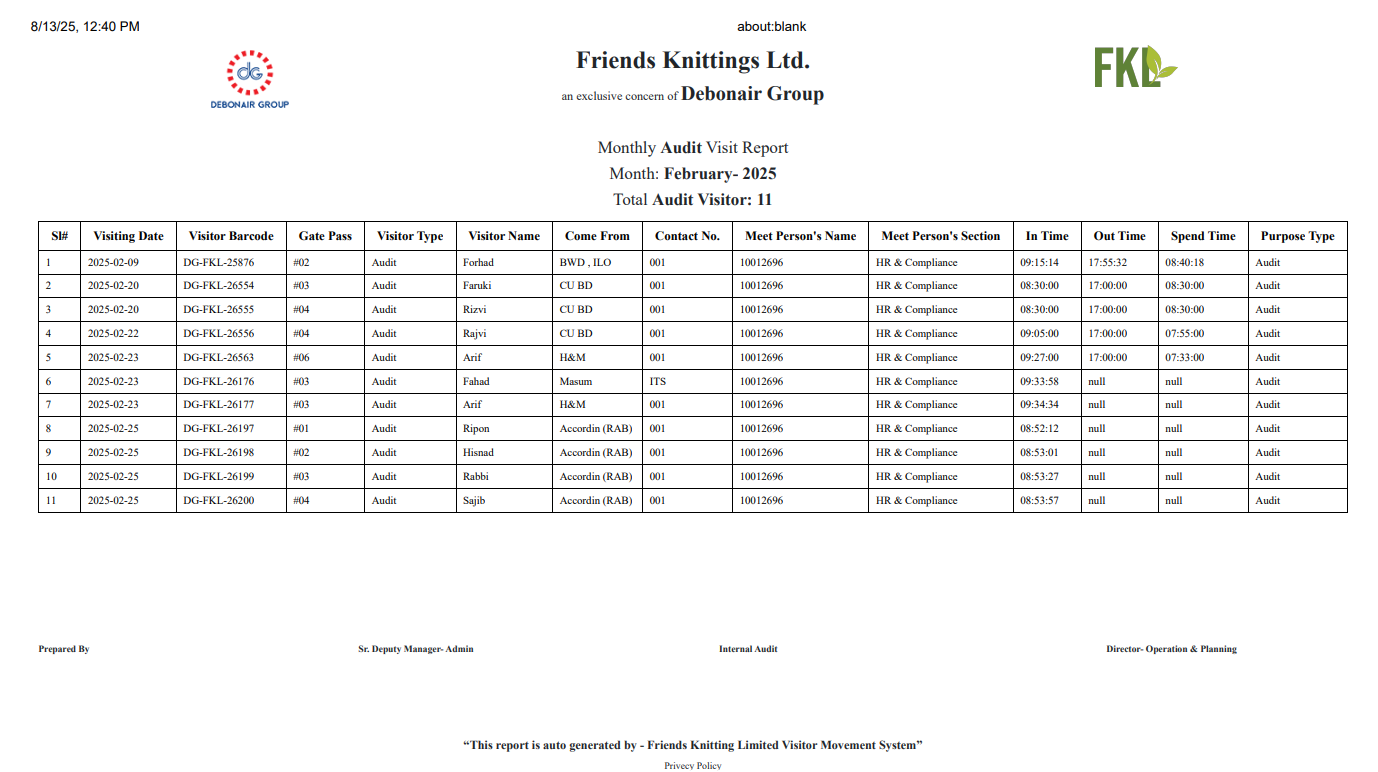 8/13/25, 12:40 PM about:blank
DG
DEBONAIR GROUP
Friends Knittings Ltd.
an exclusive concern of Debonair Group
FKL
Monthly Audit Visit Report
Month: February- 2025
Total Audit Visitor: 11
Sl# Visiting Date Visitor Barcode Gate Pass Visitor Type Visitor Name Come From Contact No. Meet Person's Name Meet Person's Section In Time Out Time Spend Time Purpose Type
1 2025-02-09 DG-FKL-25876 #02 Audit Forhad BWD , ILO 001 10012696 HR & Compliance 09:15:14 17:55:32 08:40:18 Audit
2 2025-02-20 DG-FKL-26554 #03 Audit Faruki CU BD 001 10012696 HR & Compliance 08:30:00 17:00:00 08:30:00 Audit
3 2025-02-20 DG-FKL-26555 #04 Audit Rizvi CU BD 001 10012696 HR & Compliance 08:30:00 17:00:00 08:30:00 Audit
4 2025-02-22 DG-FKL-26556 #04 Audit Rajvi CU BD 001 10012696 HR & Compliance 09:05:00 17:00:00 07:55:00 Audit
5 2025-02-23 DG-FKL-26563 #06 Audit Arif H&M 001 10012696 HR & Compliance 09:27:00 17:00:00 07:33:00 Audit
6 2025-02-23 DG-FKL-26176 #03 Audit Fahad Masum ITS 10012696 HR & Compliance 09:33:58 null null Audit
7 2025-02-23 DG-FKL-26177 #03 Audit Arif H&M 001 10012696 HR & Compliance 09:34:34 null null Audit
8 2025-02-25 DG-FKL-26197 #01 Audit Ripon Accordin (RAB) 001 10012696 HR & Compliance 08:52:12 null null Audit
9 2025-02-25 DG-FKL-26198 #02 Audit Hisnad Accordin (RAB) 001 10012696 HR & Compliance 08:53:01 null null Audit
10 2025-02-25 DG-FKL-26199 #03 Audit Rabbi Accordin (RAB) 001 10012696 HR & Compliance 08:53:27 null null Audit
11 2025-02-25 DG-FKL-26200 #04 Audit Sajib Accordin (RAB) 001 10012696 HR & Compliance 08:53:57 null null Audit
Prepared By Sr. Deputy Manager- Admin Internal Audit Director- Operation & Planning
“This report is auto generated by - Friends Knitting Limited Visitor Movement System”
Privecy Policy